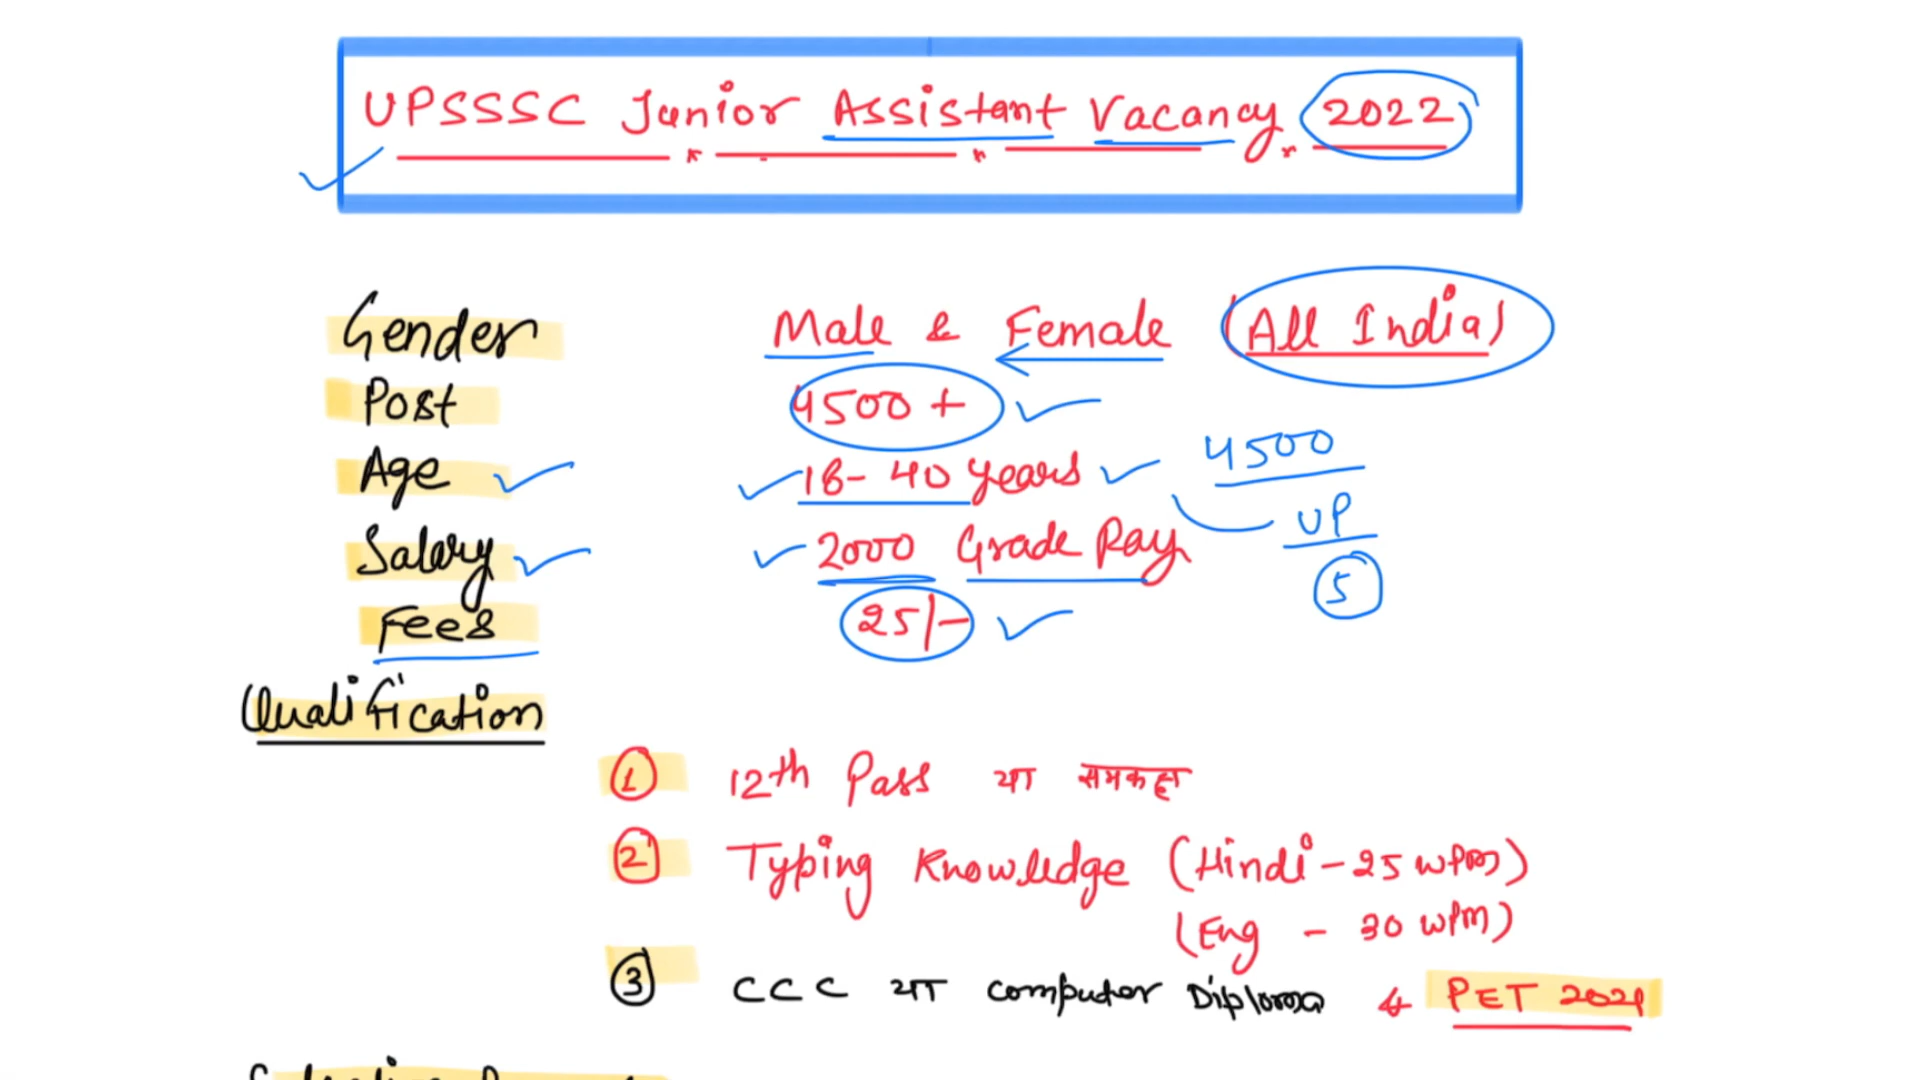 UPSSSC Junior Assistant Vacancy 2022
Gender Male & Female (All India)
Post 4500 +
Age 18- 40 years
4500
Salary 2000 Grade Pay
UP
5
Fees 25/-
Qualification
1 12th Pass या समकक्ष
2 Typing Knowledge (Hindi - 25 wpm)
(Eng - 30 wpm)
3 CCC या computer Diploma & PET 2021